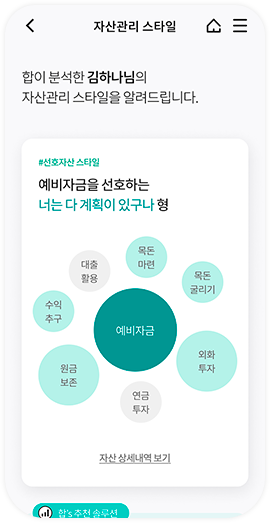 자산관리 스타일
합이 분석한 김하나님의
자산관리 스타일을 알려드립니다.
#선호자산 스타일
예비자금을 선호하는
너는 다 계획이 있구나 형
목돈
마련
대출
활용
목돈
굴리기
수익
추구
예비자금
외화
투자
원금
보존
연금
투자
자산 상세내역 보기
합's 추천 솔루션